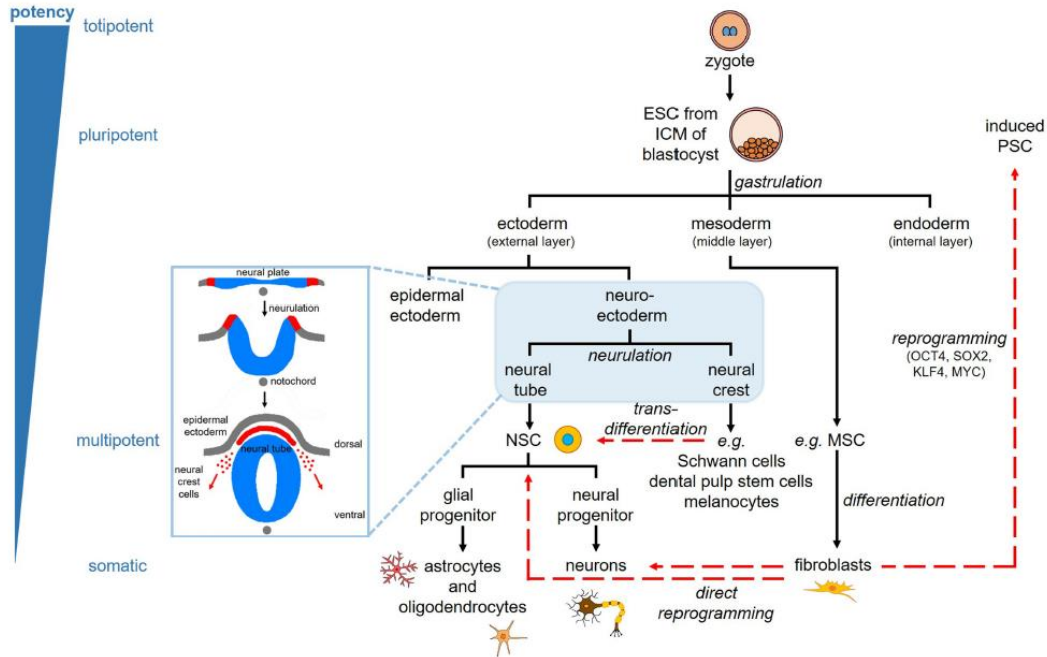 potency
totipotent
pluripotent
multipotent
somatic
zygote
ESC from
ICM of
blastocyst
induced
PSC
gastrulation
ectoderm
(external layer)
mesoderm
(middle layer)
endoderm
(internal layer)
epidermal
ectoderm
neuro-
ectoderm
neurulation
neural
tube
neural
crest
reprogramming
(OCT4, SOX2,
KLF4, MYC)
trans-
differentiation
NSC
e.g.
Schwann cells
dental pulp stem cells
melanocytes
e.g. MSC
differentiation
glial
progenitor
neural
progenitor
astrocytes
and
oligodendrocytes
neurons
fibroblasts
direct
reprogramming
neural plate
neurulation
notochord
epidermal
ectoderm
dorsal
neural tube
neural
crest
cells
ventral